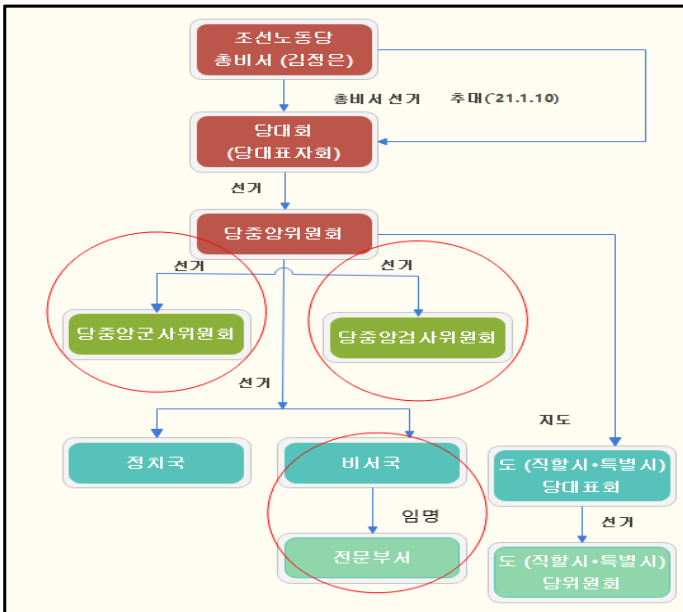 조선노동당
총비서 (김정은)
총비서 선거 추대(‘21.1.10)
당대회
(당대표자회)
선거
당중앙위원회
선거
선거
당중앙군사위원회
당중앙검사위원회
선거
지도
정치국
비서국
도 (직할시•특별시)
당대표회
임명
선거
전문부서
도 (직할시•특별시)
당위원회